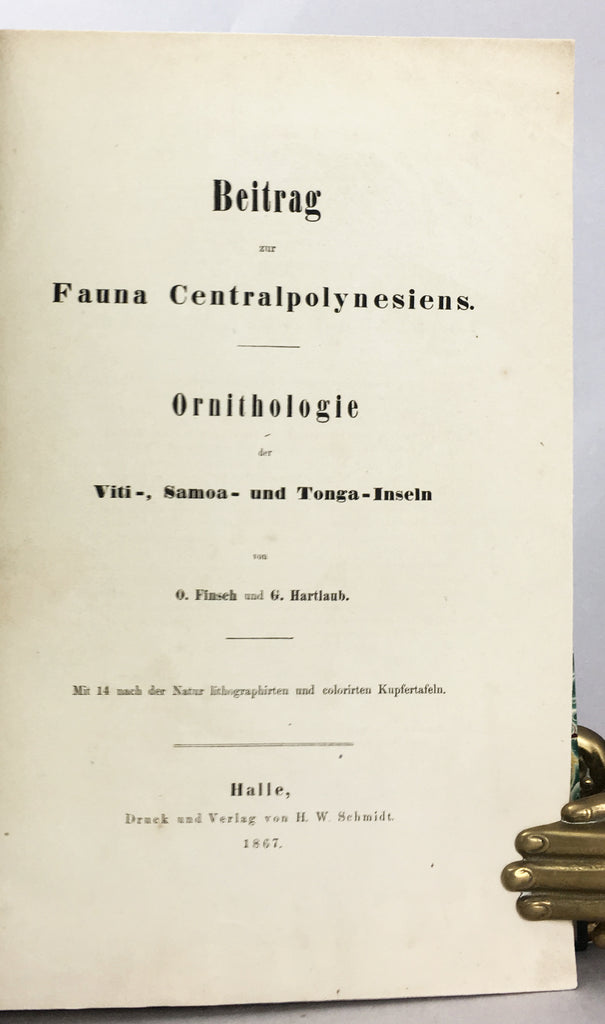 Beitrag
zur
Fauna Centralpolynesiens.
Ornithologie
der
Viti-, Samoa- und Tonga-Inseln
von
O. Finsch und G. Hartlaub.
Mit 14 nach der Natur lithographirten und colorirten Kupfertafeln.
Halle,
Druck und Verlag von H. W. Schmidt.
1867.